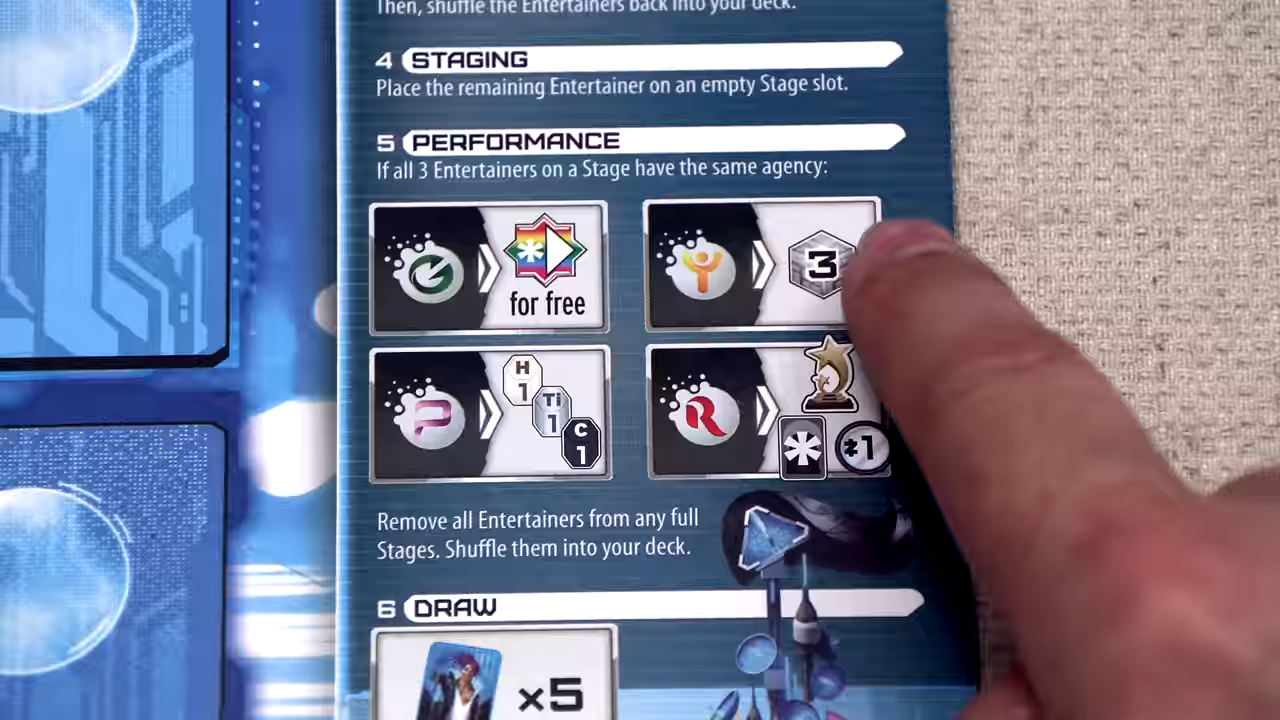 Then, shuffle the Entertainers back into your deck.
4 STAGING
Place the remaining Entertainer on an empty Stage slot.
5 PERFORMANCE
If all 3 Entertainers on a Stage have the same agency:
for free
3
H
1
Ti
1
C
1
R
1
Remove all Entertainers from any full
Stages. Shuffle them into your deck.
6 DRAW
x5